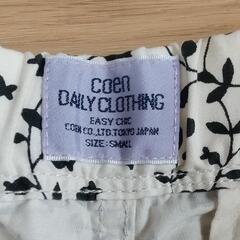 coen
DAILY CLOTHING
EASY CHIC
COEN CO.,LTD.TOKYO JAPAN
SIZE:SMALL